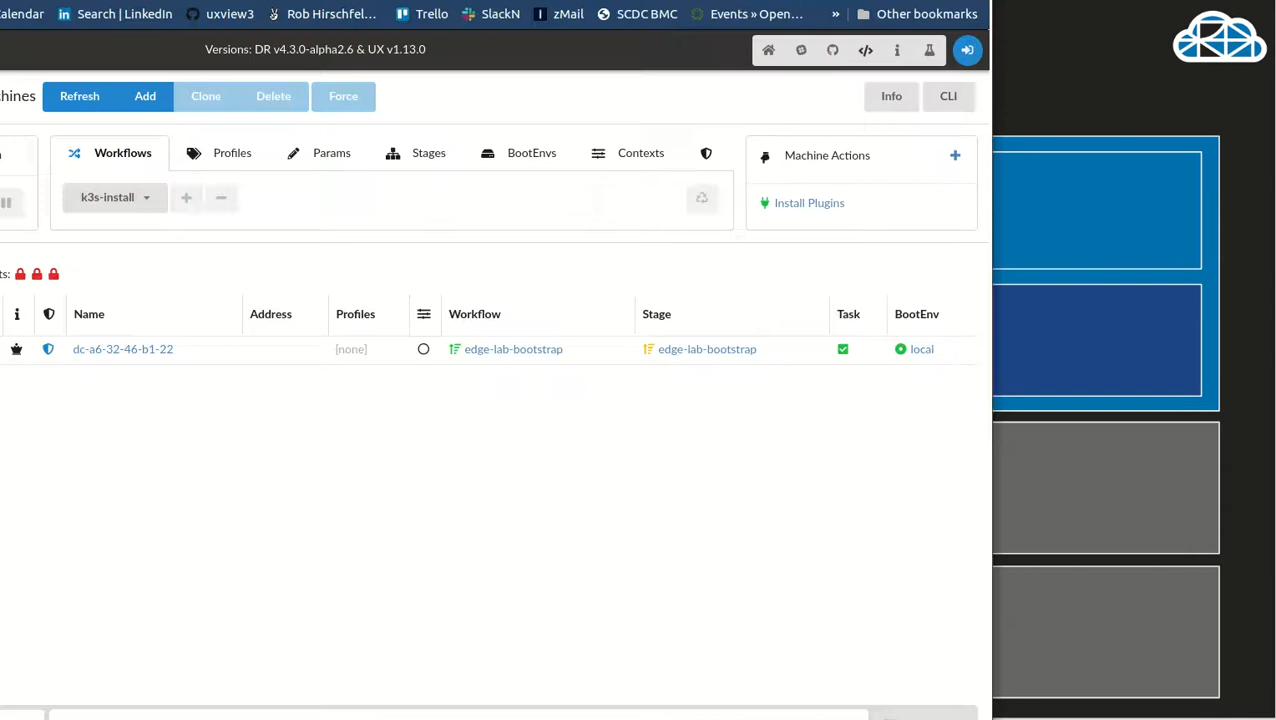 alendar Search | LinkedIn uxview3 Rob Hirschfel... Trello SlackN zMail SCDC BMC Events » Open... » Other bookmarks
Versions: DR v4.3.0-alpha2.6 & UX v1.13.0
chines Refresh Add Clone Delete Force Info CLI
Workflows Profiles Params Stages BootEnvs Contexts Machine Actions
k3s-install Install Plugins
ts:
Name Address Profiles Workflow Stage Task BootEnv
dc-a6-32-46-b1-22 [none] edge-lab-bootstrap edge-lab-bootstrap local